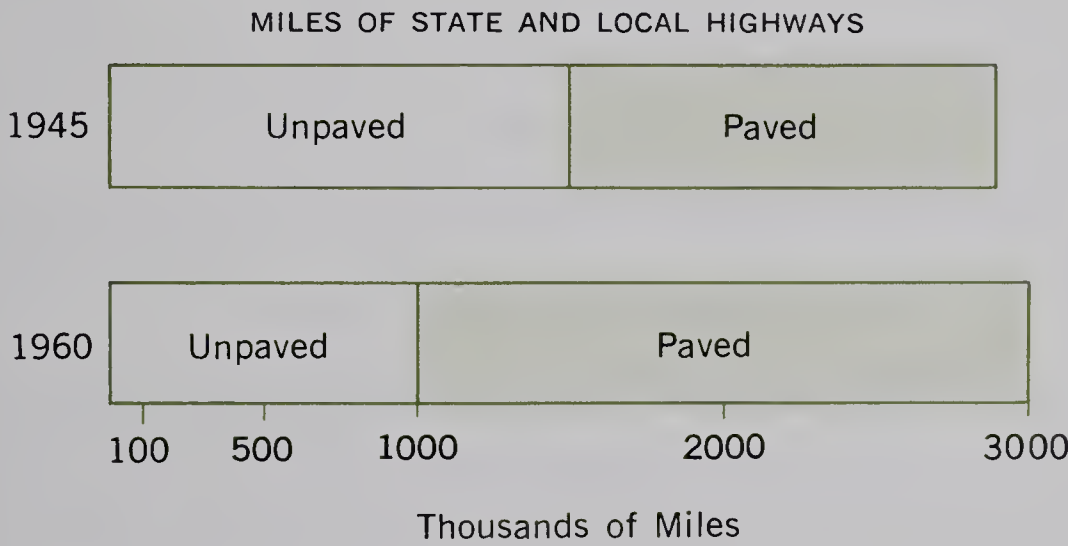 MILES OF STATE AND LOCAL HIGHWAYS
1945 Unpaved Paved
1960 Unpaved Paved
100 500 1000 2000 3000
Thousands of Miles